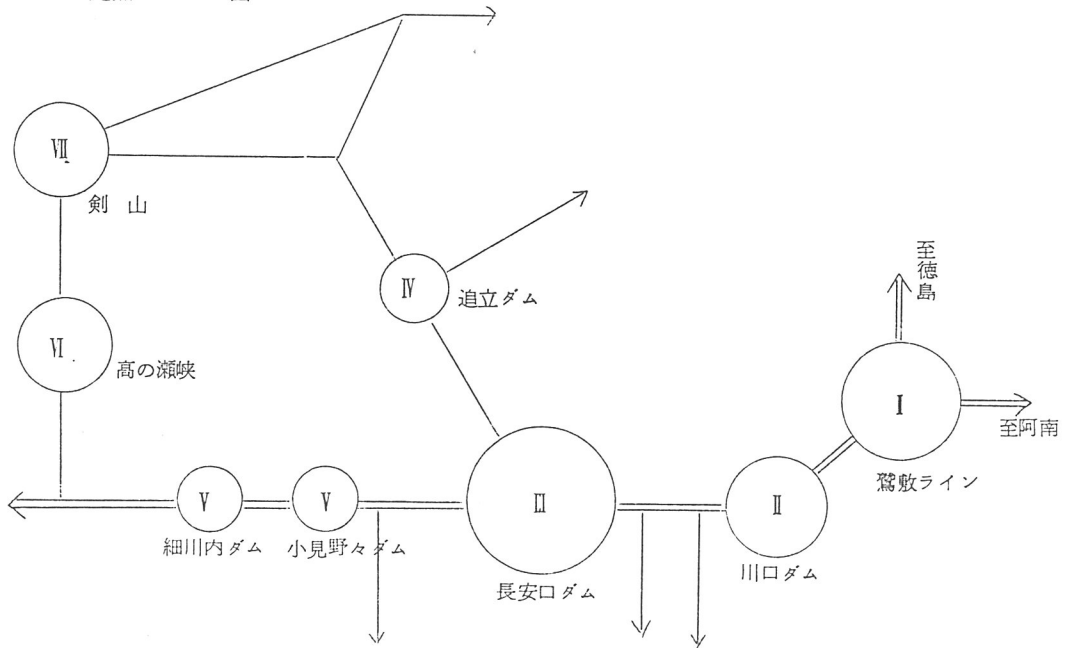 Ⅶ
剣 山
Ⅳ
追立ダム
至徳島
Ⅵ
高の瀬峡
Ⅰ
至阿南
鷲敷ライン
Ⅴ
細川内ダム
Ⅴ
小見野々ダム
長安口ダム
Ⅱ
川口ダム